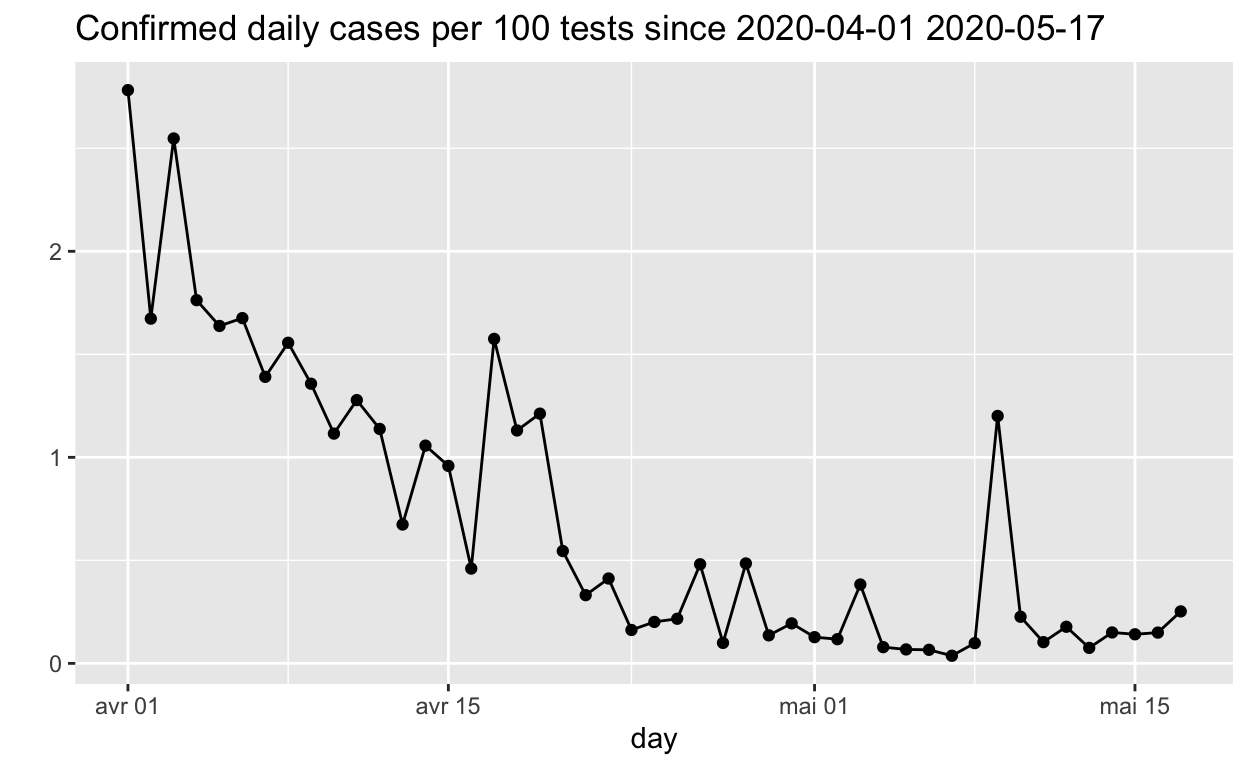 Confirmed daily cases per 100 tests since 2020-04-01 2020-05-17
2
1
0
avr 01 avr 15 mai 01 mai 15
day